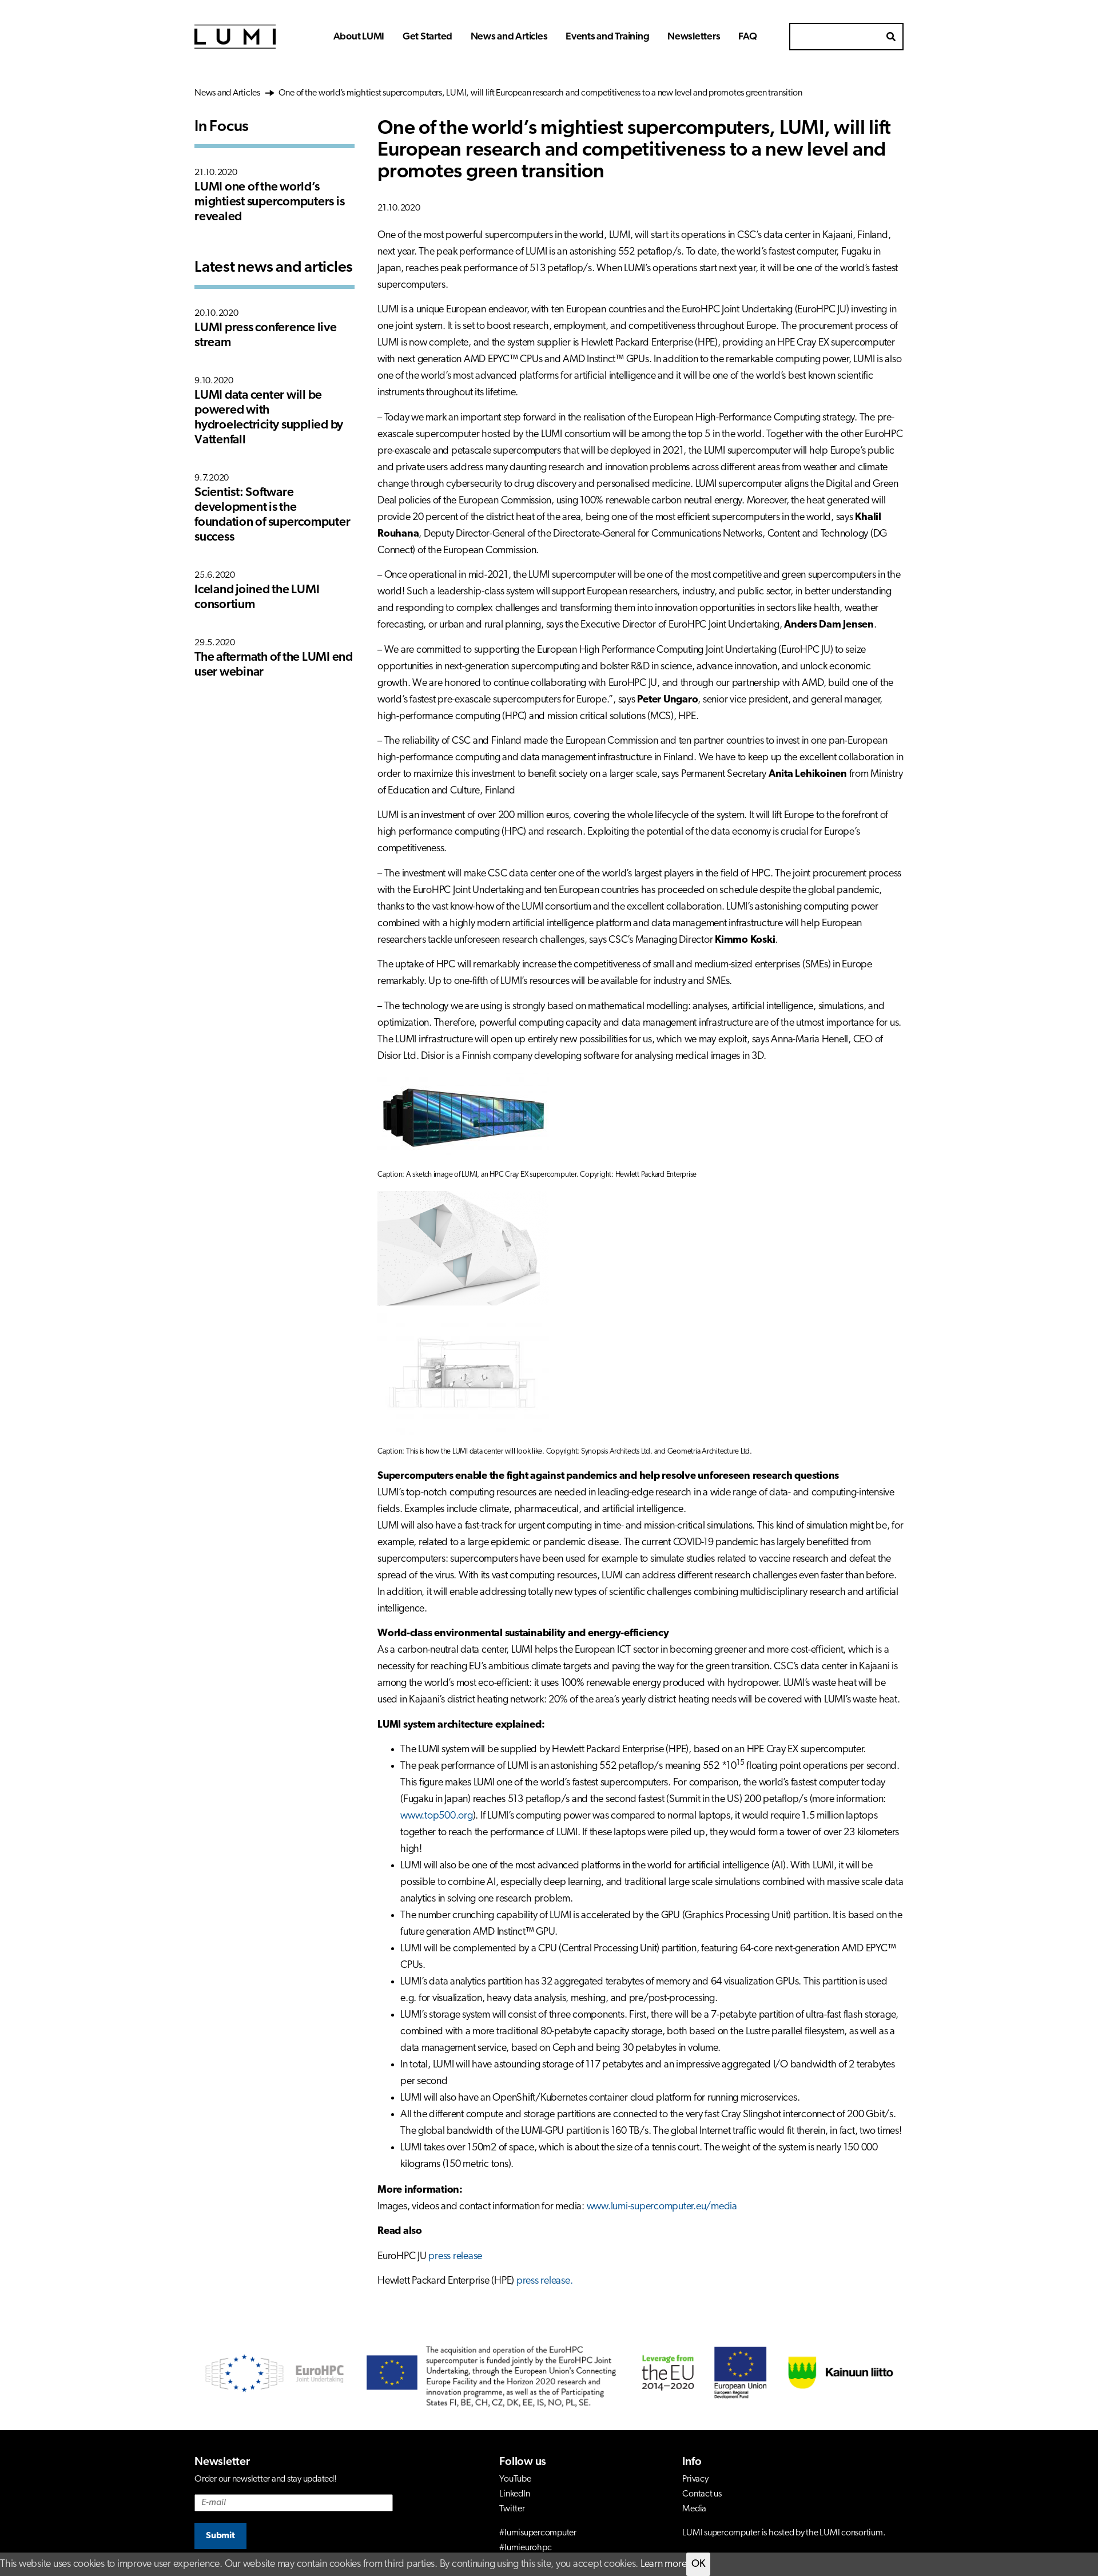 LUMI
About LUMI
Get Started
News and Articles
Events and Training
Newsletters
FAQ
News and Articles
One of the world's mightiest supercomputers, LUMI, will lift European research and competitiveness to a new level and promotes green transition
In Focus
21.10.2020
LUMI one of the world's
mightiest supercomputers is
revealed
Latest news and articles
20.10.2020
LUMI press conference live
stream
9.10.2020
LUMI data center will be
powered with
hydroelectricity supplied by
Vattenfall
9.7.2020
Scientist: Software
development is the
foundation of supercomputer
success
25.6.2020
Iceland joined the LUMI
consortium
29.5.2020
The aftermath of the LUMI end
user webinar
One of the world's mightiest supercomputers, LUMI, will lift
European research and competitiveness to a new level and
promotes green transition
21.10.2020
One of the most powerful supercomputers in the world, LUMI, will start its operations in CSC's data center in Kajaani, Finland,
next year. The peak performance of LUMI is an astonishing 552 petaflop/s. To date, the world's fastest computer, Fugaku in
Japan, reaches peak performance of 513 petaflop/s. When LUMI's operations start next year, it will be one of the world's fastest
supercomputers.
LUMI is a unique European endeavor, with ten European countries and the EuroHPC Joint Undertaking (EuroHPC JU) investing in
one joint system. It is set to boost research, employment, and competitiveness throughout Europe. The procurement process of
LUMI is now complete, and the system supplier is Hewlett Packard Enterprise (HPE), providing an HPE Cray EX supercomputer
with next generation AMD EPYC™ CPUs and AMD Instinct™ GPUs. In addition to the remarkable computing power, LUMI is also
one of the world's most advanced platforms for artificial intelligence and it will be one of the world's best known scientific
instruments throughout its lifetime.
– Today we mark an important step forward in the realisation of the European High-Performance Computing strategy. The pre-
exascale supercomputer hosted by the LUMI consortium will be among the top 5 in the world. Together with the other EuroHPC
pre-exascale and petascale supercomputers that will be deployed in 2021, the LUMI supercomputer will help Europe's public
and private users address many daunting research and innovation problems across different areas from weather and climate
change through cybersecurity to drug discovery and personalised medicine. LUMI supercomputer aligns the Digital and Green
Deal policies of the European Commission, using 100% renewable carbon neutral energy. Moreover, the heat generated will
provide 20 percent of the district heat of the area, being one of the most efficient supercomputers in the world, says Khalil
Rouhana, Deputy Director-General of the Directorate-General for Communications Networks, Content and Technology (DG
Connect) of the European Commission.
– Once operational in mid-2021, the LUMI supercomputer will be one of the most competitive and green supercomputers in the
world! Such a leadership-class system will support European researchers, industry, and public sector, in better understanding
and responding to complex challenges and transforming them into innovation opportunities in sectors like health, weather
forecasting, or urban and rural planning, says the Executive Director of EuroHPC Joint Undertaking, Anders Dam Jensen.
– We are committed to supporting the European High Performance Computing Joint Undertaking (EuroHPC JU) to seize
opportunities in next-generation supercomputing and bolster R&D in science, advance innovation, and unlock economic
growth. We are honored to continue collaborating with EuroHPC JU, and through our partnership with AMD, build one of the
world's fastest pre-exascale supercomputers for Europe.", says Peter Ungaro, senior vice president, and general manager,
high-performance computing (HPC) and mission critical solutions (MCS), HPE.
– The reliability of CSC and Finland made the European Commission and ten partner countries to invest in one pan-European
high-performance computing and data management infrastructure in Finland. We have to keep up the excellent collaboration in
order to maximize this investment to benefit society on a larger scale, says Permanent Secretary Anita Lehikoinen from Ministry
of Education and Culture, Finland
LUMI is an investment of over 200 million euros, covering the whole lifecycle of the system. It will lift Europe to the forefront of
high performance computing (HPC) and research. Exploiting the potential of the data economy is crucial for Europe's
competitiveness.
– The investment will make CSC data center one of the world's largest players in the field of HPC. The joint procurement process
with the EuroHPC Joint Undertaking and ten European countries has proceeded on schedule despite the global pandemic,
thanks to the vast know-how of the LUMI consortium and the excellent collaboration. LUMI's astonishing computing power
combined with a highly modern artificial intelligence platform and data management infrastructure will help European
researchers tackle unforeseen research challenges, says CSC's Managing Director Kimmo Koski.
The uptake of HPC will remarkably increase the competitiveness of small and medium-sized enterprises (SMEs) in Europe
remarkably. Up to one-fifth of LUMI's resources will be available for industry and SMEs.
– The technology we are using is strongly based on mathematical modelling: analyses, artificial intelligence, simulations, and
optimization. Therefore, powerful computing capacity and data management infrastructure are of the utmost importance for us.
The LUMI infrastructure will open up entirely new possibilities for us, which we may exploit, says Anna-Maria Henell, CEO of
Disior Ltd. Disior is a Finnish company developing software for analysing medical images in 3D.
Caption: A sketch image of LUMI, an HPC Cray EX supercomputer. Copyright: Hewlett Packard Enterprise
Caption: This is how the LUMI data center will look like. Copyright: Synopsis Architects Ltd. and Geometria Architecture Ltd.
Supercomputers enable the fight against pandemics and help resolve unforeseen research questions
LUMI's top-notch computing resources are needed in leading-edge research in a wide range of data- and computing-intensive
fields. Examples include climate, pharmaceutical, and artificial intelligence.
LUMI will also have a fast-track for urgent computing in time- and mission-critical simulations. This kind of simulation might be, for
example, related to a large epidemic or pandemic disease. The current COVID-19 pandemic has largely benefitted from
supercomputers: supercomputers have been used for example to simulate studies related to vaccine research and defeat the
spread of the virus. With its vast computing resources, LUMI can address different research challenges even faster than before.
In addition, it will enable addressing totally new types of scientific challenges combining multidisciplinary research and artificial
intelligence.
World-class environmental sustainability and energy-efficiency
As a carbon-neutral data center, LUMI helps the European ICT sector in becoming greener and more cost-efficient, which is a
necessity for reaching EU's ambitious climate targets and paving the way for the green transition. CSC's data center in Kajaani is
among the world's most eco-efficient: it uses 100% renewable energy produced with hydropower. LUMI's waste heat will be
used in Kajaani's district heating network: 20% of the area's yearly district heating needs will be covered with LUMI's waste heat.
LUMI system architecture explained:
• The LUMI system will be supplied by Hewlett Packard Enterprise (HPE), based on an HPE Cray EX supercomputer.
• The peak performance of LUMI is an astonishing 552 petaflop/s meaning 552 *10^15 floating point operations per second.
This figure makes LUMI one of the world's fastest supercomputers. For comparison, the world's fastest computer today
(Fugaku in Japan) reaches 513 petaflop/s and the second fastest (Summit in the US) 200 petaflop/s (more information:
www.top500.org). If LUMI's computing power was compared to normal laptops, it would require 1.5 million laptops
together to reach the performance of LUMI. If these laptops were piled up, they would form a tower of over 23 kilometers
high!
• LUMI will also be one of the most advanced platforms in the world for artificial intelligence (AI). With LUMI, it will be
possible to combine AI, especially deep learning, and traditional large scale simulations combined with massive scale data
analytics in solving one research problem.
• The number crunching capability of LUMI is accelerated by the GPU (Graphics Processing Unit) partition. It is based on the
future generation AMD Instinct™ GPU.
• LUMI will be complemented by a CPU (Central Processing Unit) partition, featuring 64-core next-generation AMD EPYC™
CPUs.
• LUMI's data analytics partition has 32 aggregated terabytes of memory and 64 visualization GPUs. This partition is used
e.g. for visualization, heavy data analysis, meshing, and pre/post-processing.
• LUMI's storage system will consist of three components. First, there will be a 7-petabyte partition of ultra-fast flash storage,
combined with a more traditional 80-petabyte capacity storage, both based on the Lustre parallel filesystem, as well as a
data management service, based on Ceph and being 30 petabytes in volume.
• In total, LUMI will have astounding storage of 117 petabytes and an impressive aggregated I/O bandwidth of 2 terabytes
per second
• LUMI will also have an OpenShift/Kubernetes container cloud platform for running microservices.
• All the different compute and storage partitions are connected to the very fast Cray Slingshot interconnect of 200 Gbit/s.
The global bandwidth of the LUMI-GPU partition is 160 TB/s. The global Internet traffic would fit therein, in fact, two times!
• LUMI takes over 150m2 of space, which is about the size of a tennis court. The weight of the system is nearly 150 000
kilograms (150 metric tons).
More information:
Images, videos and contact information for media: www.lumi-supercomputer.eu/media
Read also
EuroHPC JU press release
Hewlett Packard Enterprise (HPE) press release.
EuroHPC
Joint Undertaking
The acquisition and operation of the EuroHPC
supercomputer is funded jointly by the EuroHPC Joint
Undertaking, through the European Union's Connecting
Europe Facility and the Horizon 2020 research and
innovation programme, as well as the of Participating
States FI, BE, CH, CZ, DK, EE, IS, NO, PL, SE.
Leverage from
the EU
2014–2020
European Union
European Regional
Development Fund
Kainuun liitto
Newsletter
Order our newsletter and stay updated!
E-mail
Submit
Follow us
YouTube
LinkedIn
Twitter
#lumisupercomputer
#lumieurohpc
Info
Privacy
Contact us
Media
LUMI supercomputer is hosted by the LUMI consortium.
This website uses cookies to improve user experience. Our website may contain cookies from third parties. By continuing using this site, you accept cookies. Learn more OK